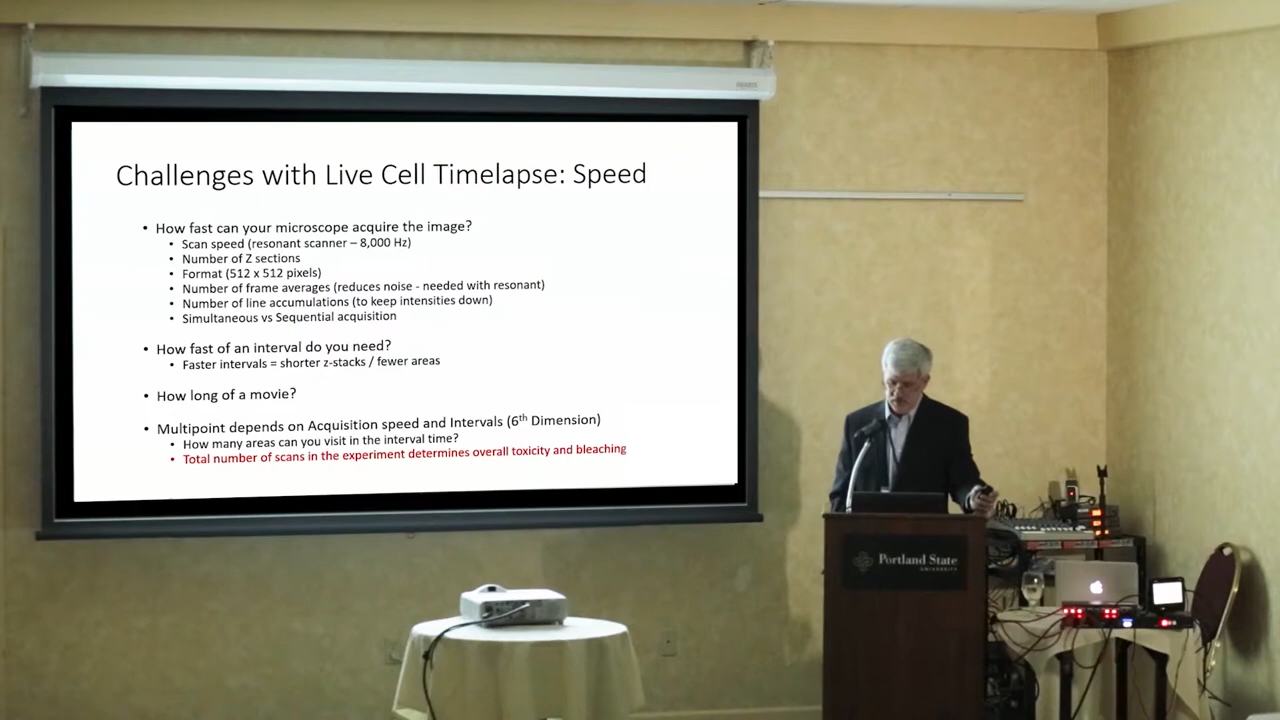 Challenges with Live Cell Timelapse: Speed
• How fast can your microscope acquire the image?
• Scan speed (resonant scanner – 8,000 Hz)
• Number of Z sections
• Format (512 x 512 pixels)
• Number of frame averages (reduces noise - needed with resonant)
• Number of line accumulations (to keep intensities down)
• Simultaneous vs Sequential acquisition
• How fast of an interval do you need?
• Faster intervals = shorter z-stacks / fewer areas
• How long of a movie?
• Multipoint depends on Acquisition speed and Intervals (6th Dimension)
• How many areas can you visit in the interval time?
• Total number of scans in the experiment determines overall toxicity and bleaching
Portland State
UNIVERSITY